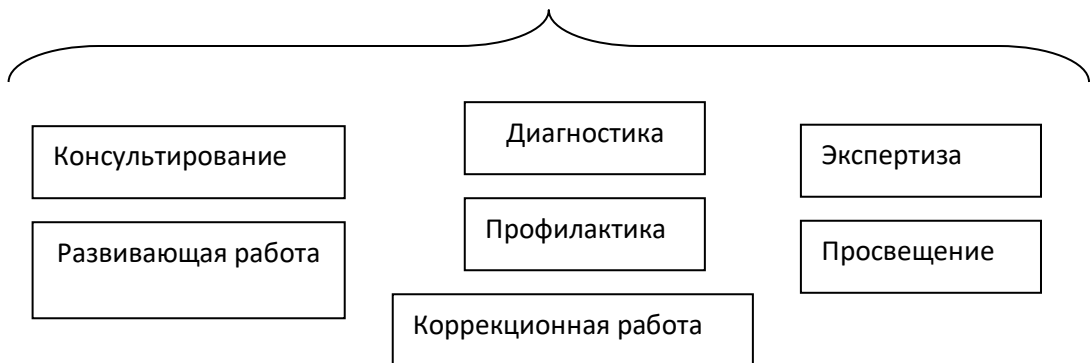 Консультирование
Диагностика
Экспертиза
Развивающая работа
Профилактика
Просвещение
Коррекционная работа